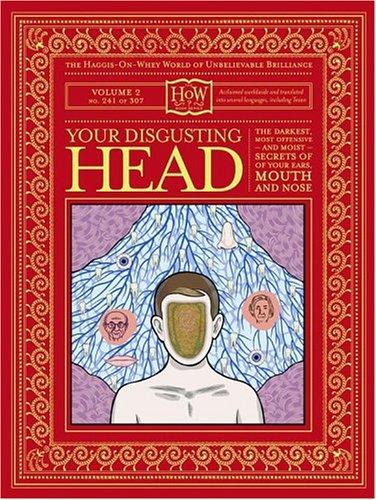 THE HAGGIS-ON-WHEY WORLD OF UNBELIEVABLE BRILLIANCE
VOLUME 2
NO. 241 OF 307
HOW
Acclaimed worldwide and translated
into several languages, including Texan
YOUR DISGUSTING
HEAD
THE DARKEST,
MOST OFFENSIVE
—AND MOIST—
SECRETS OF
OF YOUR EARS,
MOUTH
AND NOSE